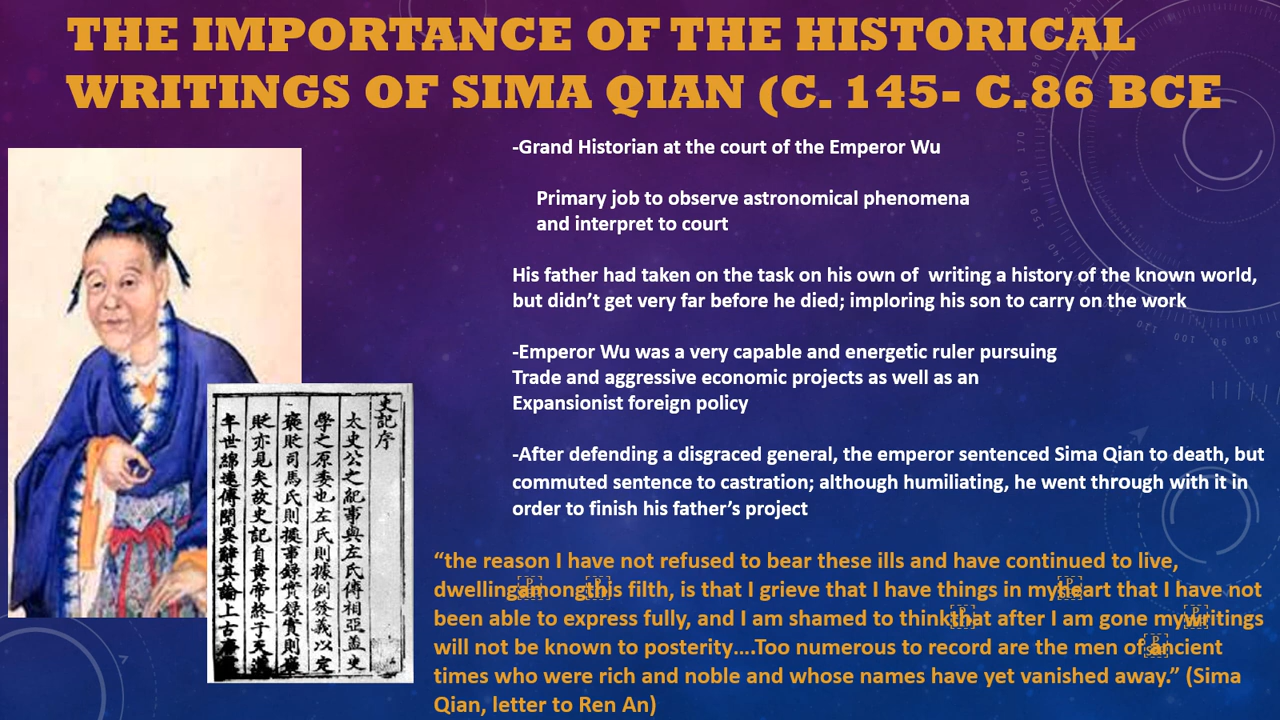 THE IMPORTANCE OF THE HISTORICAL
WRITINGS OF SIMA QIAN (C. 145- C.86 BCE
-Grand Historian at the court of the Emperor Wu
Primary job to observe astronomical phenomena
and interpret to court
His father had taken on the task on his own of  writing a history of the known world,
but didn’t get very far before he died; imploring his son to carry on the work
-Emperor Wu was a very capable and energetic ruler pursuing
Trade and aggressive economic projects as well as an
Expansionist foreign policy
-After defending a disgraced general, the emperor sentenced Sima Qian to death, but
commuted sentence to castration; although humiliating, he went through with it in
order to finish his father’s project
“the reason I have not refused to bear these ills and have continued to live,
dwelling among this filth, is that I grieve that I have things in my heart that I have not
been able to express fully, and I am shamed to think that after I am gone my writings
will not be known to posterity….Too numerous to record are the men of ancient
times who were rich and noble and whose names have yet vanished away.” (Sima
Qian, letter to Ren An)
史記序
太史公之紀事與左氏傳相亞蓋史
學之原委也左氏則據例發義以定
褒貶司馬氏則事錄實錄實則褒
貶亦見矣故史記自黃帝終于天漢
年世綿遠傳聞異辭其論上古